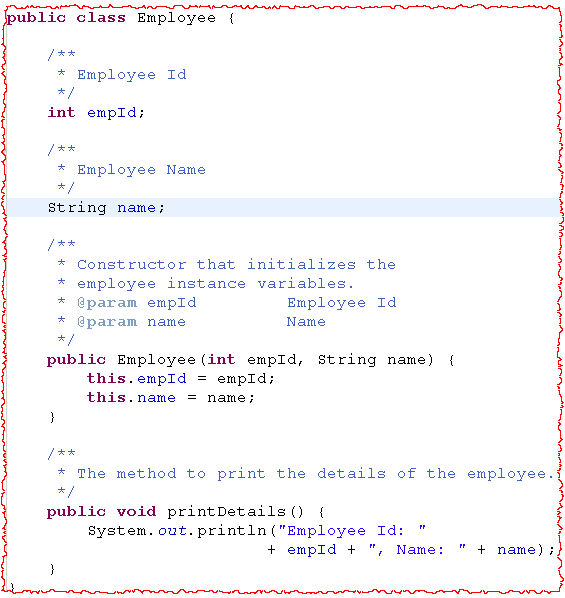 public class Employee {
/**
* Employee Id
*/
int empId;
/**
* Employee Name
*/
String name;
/**
* Constructor that initializes the
* employee instance variables.
* @param empId Employee Id
* @param name Name
*/
public Employee(int empId, String name) {
this.empId = empId;
this.name = name;
}
/**
* The method to print the details of the employee.
*/
public void printDetails() {
System.out.println("Employee Id: "
+ empId + ", Name: " + name);
}
}